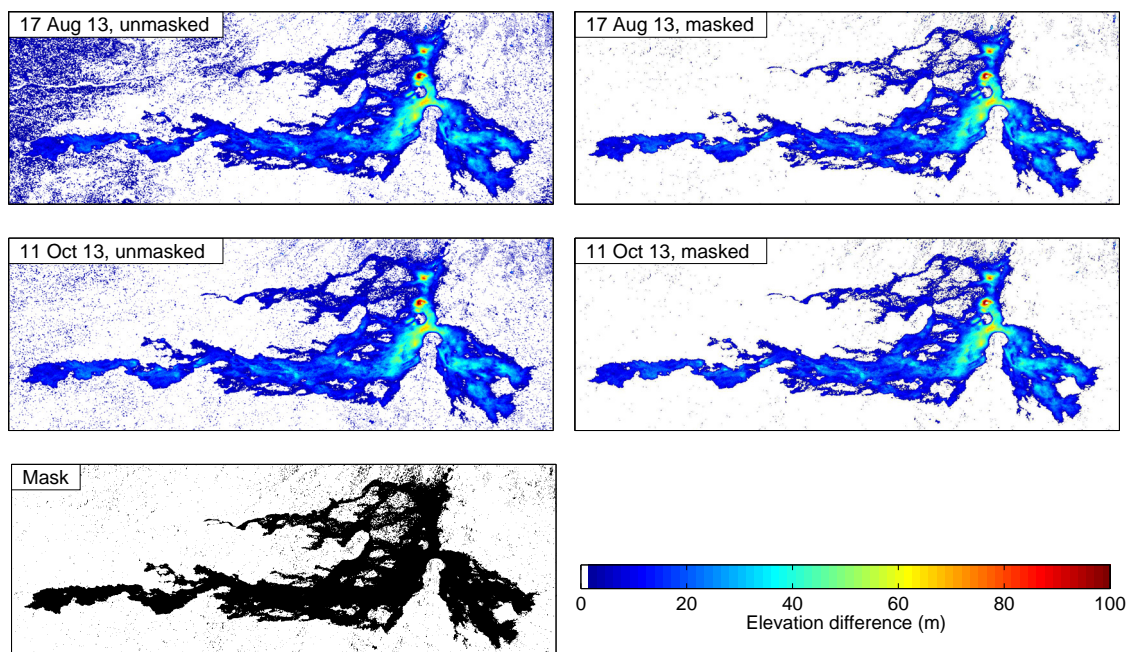 17 Aug 13, unmasked
17 Aug 13, masked
11 Oct 13, unmasked
11 Oct 13, masked
Mask
0 20 40 60 80 100
Elevation difference (m)